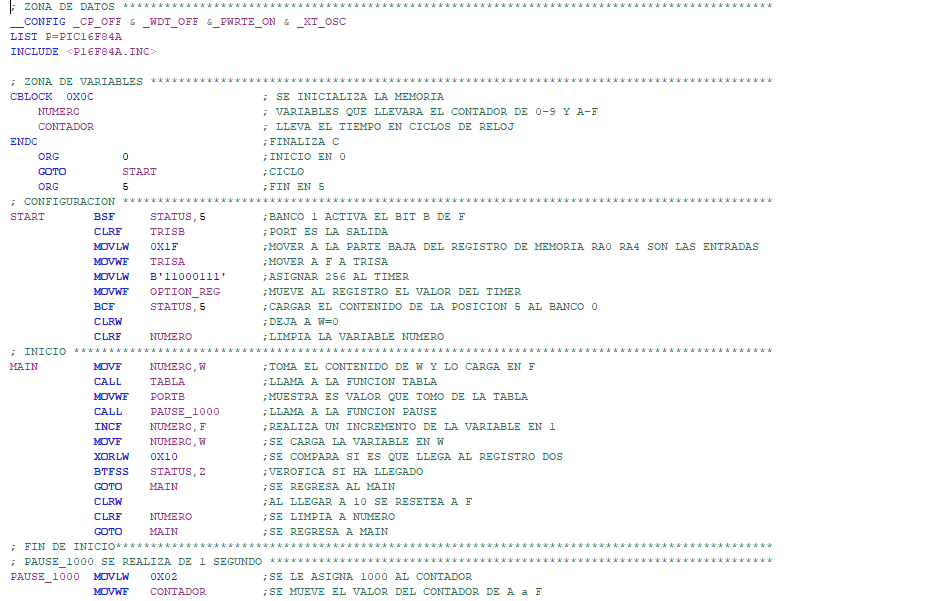 ; ZONA DE DATOS *********************************************************************************************
__CONFIG _CP_OFF & _WDT_OFF &_PWRTE_ON & _XT_OSC
LIST P=PIC16F84A
INCLUDE <P16F84A.INC>
; ZONA DE VARIABLES *****************************************************************************************
CBLOCK 0X0C ; SE INICIALIZA LA MEMORIA
NUMERO ; VARIABLES QUE LLEVARA EL CONTADOR DE 0-9 Y A-F
CONTADOR ; LLEVA EL TIEMPO EN CICLOS DE RELOJ
ENDC ;FINALIZA C
ORG 0 ;INICIO EN 0
GOTO START ;CICLO
ORG 5 ;FIN EN 5
; CONFIGURACION *********************************************************************************************
START BSF STATUS,5 ;BANCO 1 ACTIVA EL BIT B DE F
CLRF TRISB ;PORT ES LA SALIDA
MOVLW 0X1F ;MOVER A LA PARTE BAJA DEL REGISTRO DE MEMORIA RA0 RA4 SON LAS ENTRADAS
MOVWF TRISA ;MOVER A F A TRISA
MOVLW B'11000111' ;ASIGNAR 256 AL TIMER
MOVWF OPTION_REG ;MUEVE AL REGISTRO EL VALOR DEL TIMER
BCF STATUS,5 ;CARGAR EL CONTENIDO DE LA POSICION 5 AL BANCO 0
CLRW ;DEJA A W=0
CLRF NUMERO ;LIMPIA LA VARIABLE NUMERO
; INICIO ****************************************************************************************************
MAIN MOVF NUMERO,W ;TOMA EL CONTENIDO DE W Y LO CARGA EN F
CALL TABLA ;LLAMA A LA FUNCION TABLA
MOVWF PORTB ;MUESTRA ES VALOR QUE TOMO DE LA TABLA
CALL PAUSE_1000 ;LLAMA A LA FUNCION PAUSE
INCF NUMERO,F ;REALIZA UN INCREMENTO DE LA VARIABLE EN 1
MOVF NUMERO,W ;SE CARGA LA VARIABLE EN W
XORLW 0X10 ;SE COMPARA SI ES QUE LLEGA AL REGISTRO DOS
BTFSS STATUS,Z ;VEROFICA SI HA LLEGADO
GOTO MAIN ;SE REGRESA AL MAIN
CLRW ;AL LLEGAR A 10 SE RESETEA A F
CLRF NUMERO ;SE LIMPIA A NUMERO
GOTO MAIN ;SE REGRESA A MAIN
; FIN DE INICIO**********************************************************************************************
; PAUSE_1000 SE REALIZA DE 1 SEGUNDO ************************************************************************
PAUSE_1000 MOVLW 0X02 ;SE LE ASIGNA 1000 AL CONTADOR
MOVWF CONTADOR ;SE MUEVE EL VALOR DEL CONTADOR DE A a F